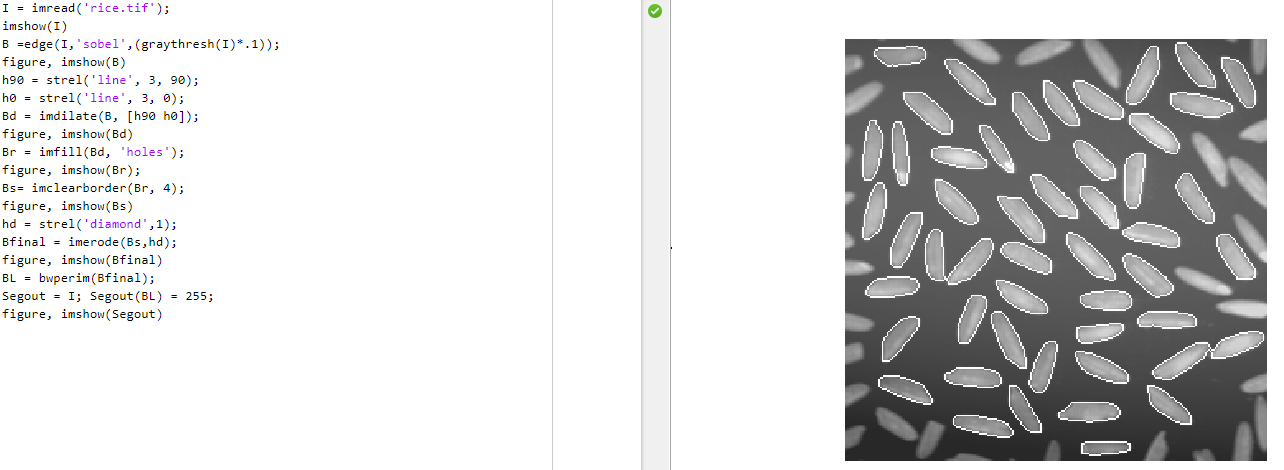 I = imread('rice.tif');
imshow(I)
B =edge(I,'sobel',(graythresh(I)*.1));
figure, imshow(B)
h90 = strel('line', 3, 90);
h0 = strel('line', 3, 0);
Bd = imdilate(B, [h90 h0]);
figure, imshow(Bd)
Br = imfill(Bd, 'holes');
figure, imshow(Br);
Bs= imclearborder(Br, 4);
figure, imshow(Bs)
hd = strel('diamond',1);
Bfinal = imerode(Bs,hd);
figure, imshow(Bfinal)
BL = bwperim(Bfinal);
Segout = I; Segout(BL) = 255;
figure, imshow(Segout)